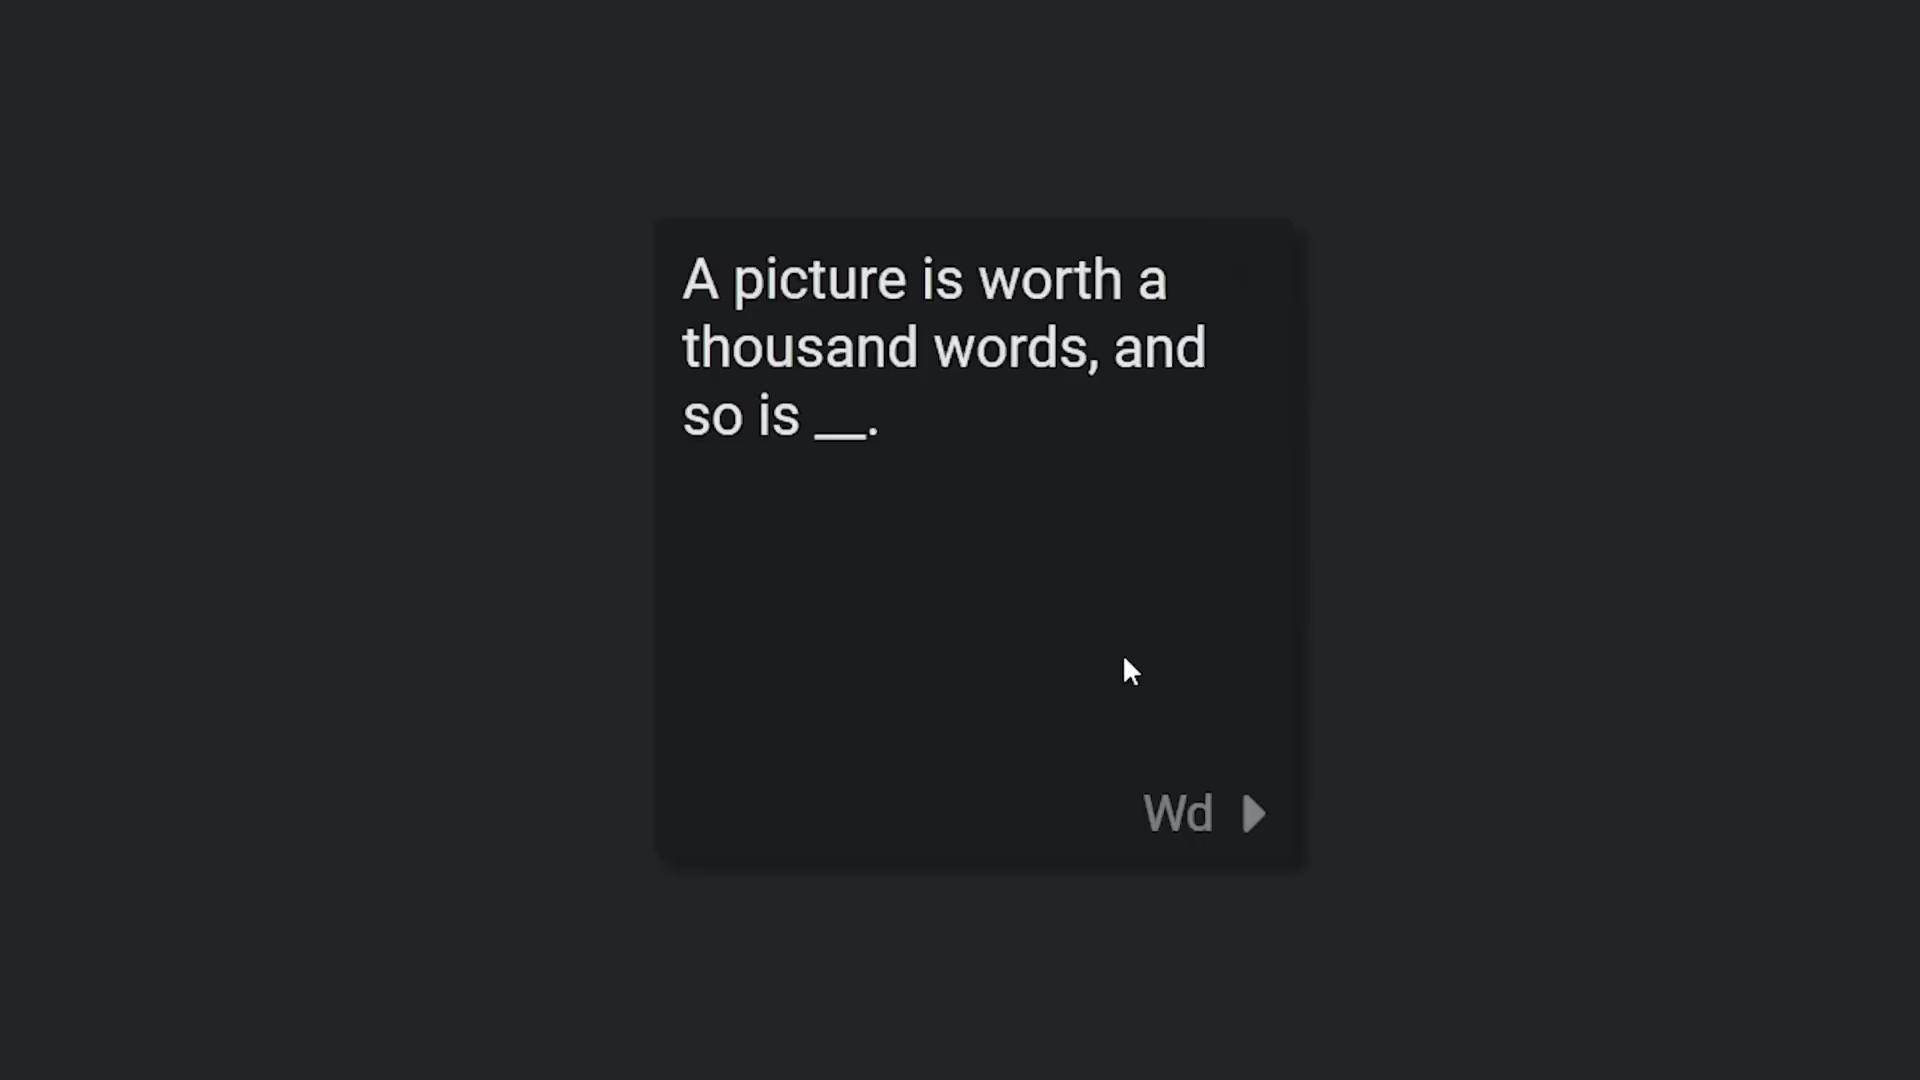 A picture is worth a
thousand words, and
so is __.
Wd